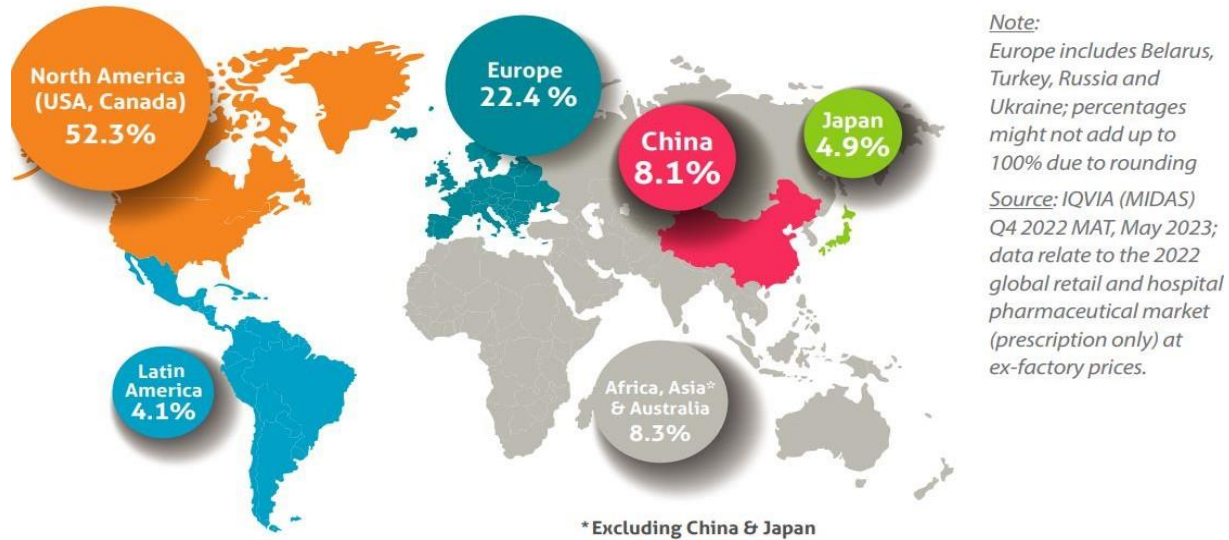 North America
(USA, Canada)
52.3%
Europe
22.4 %
China
8.1%
Japan
4.9%
Latin
America
4.1%
Africa, Asia☆
& Australia
8.3%
*Excluding China & Japan
Note:
Europe includes Belarus,
Turkey, Russia and
Ukraine; percentages
might not add up to
100% due to rounding
Source: IQVIA (MIDAS)
Q4 2022 MAT, May 2023;
data relate to the 2022
global retail and hospital
pharmaceutical market
(prescription only) at
ex-factory prices.